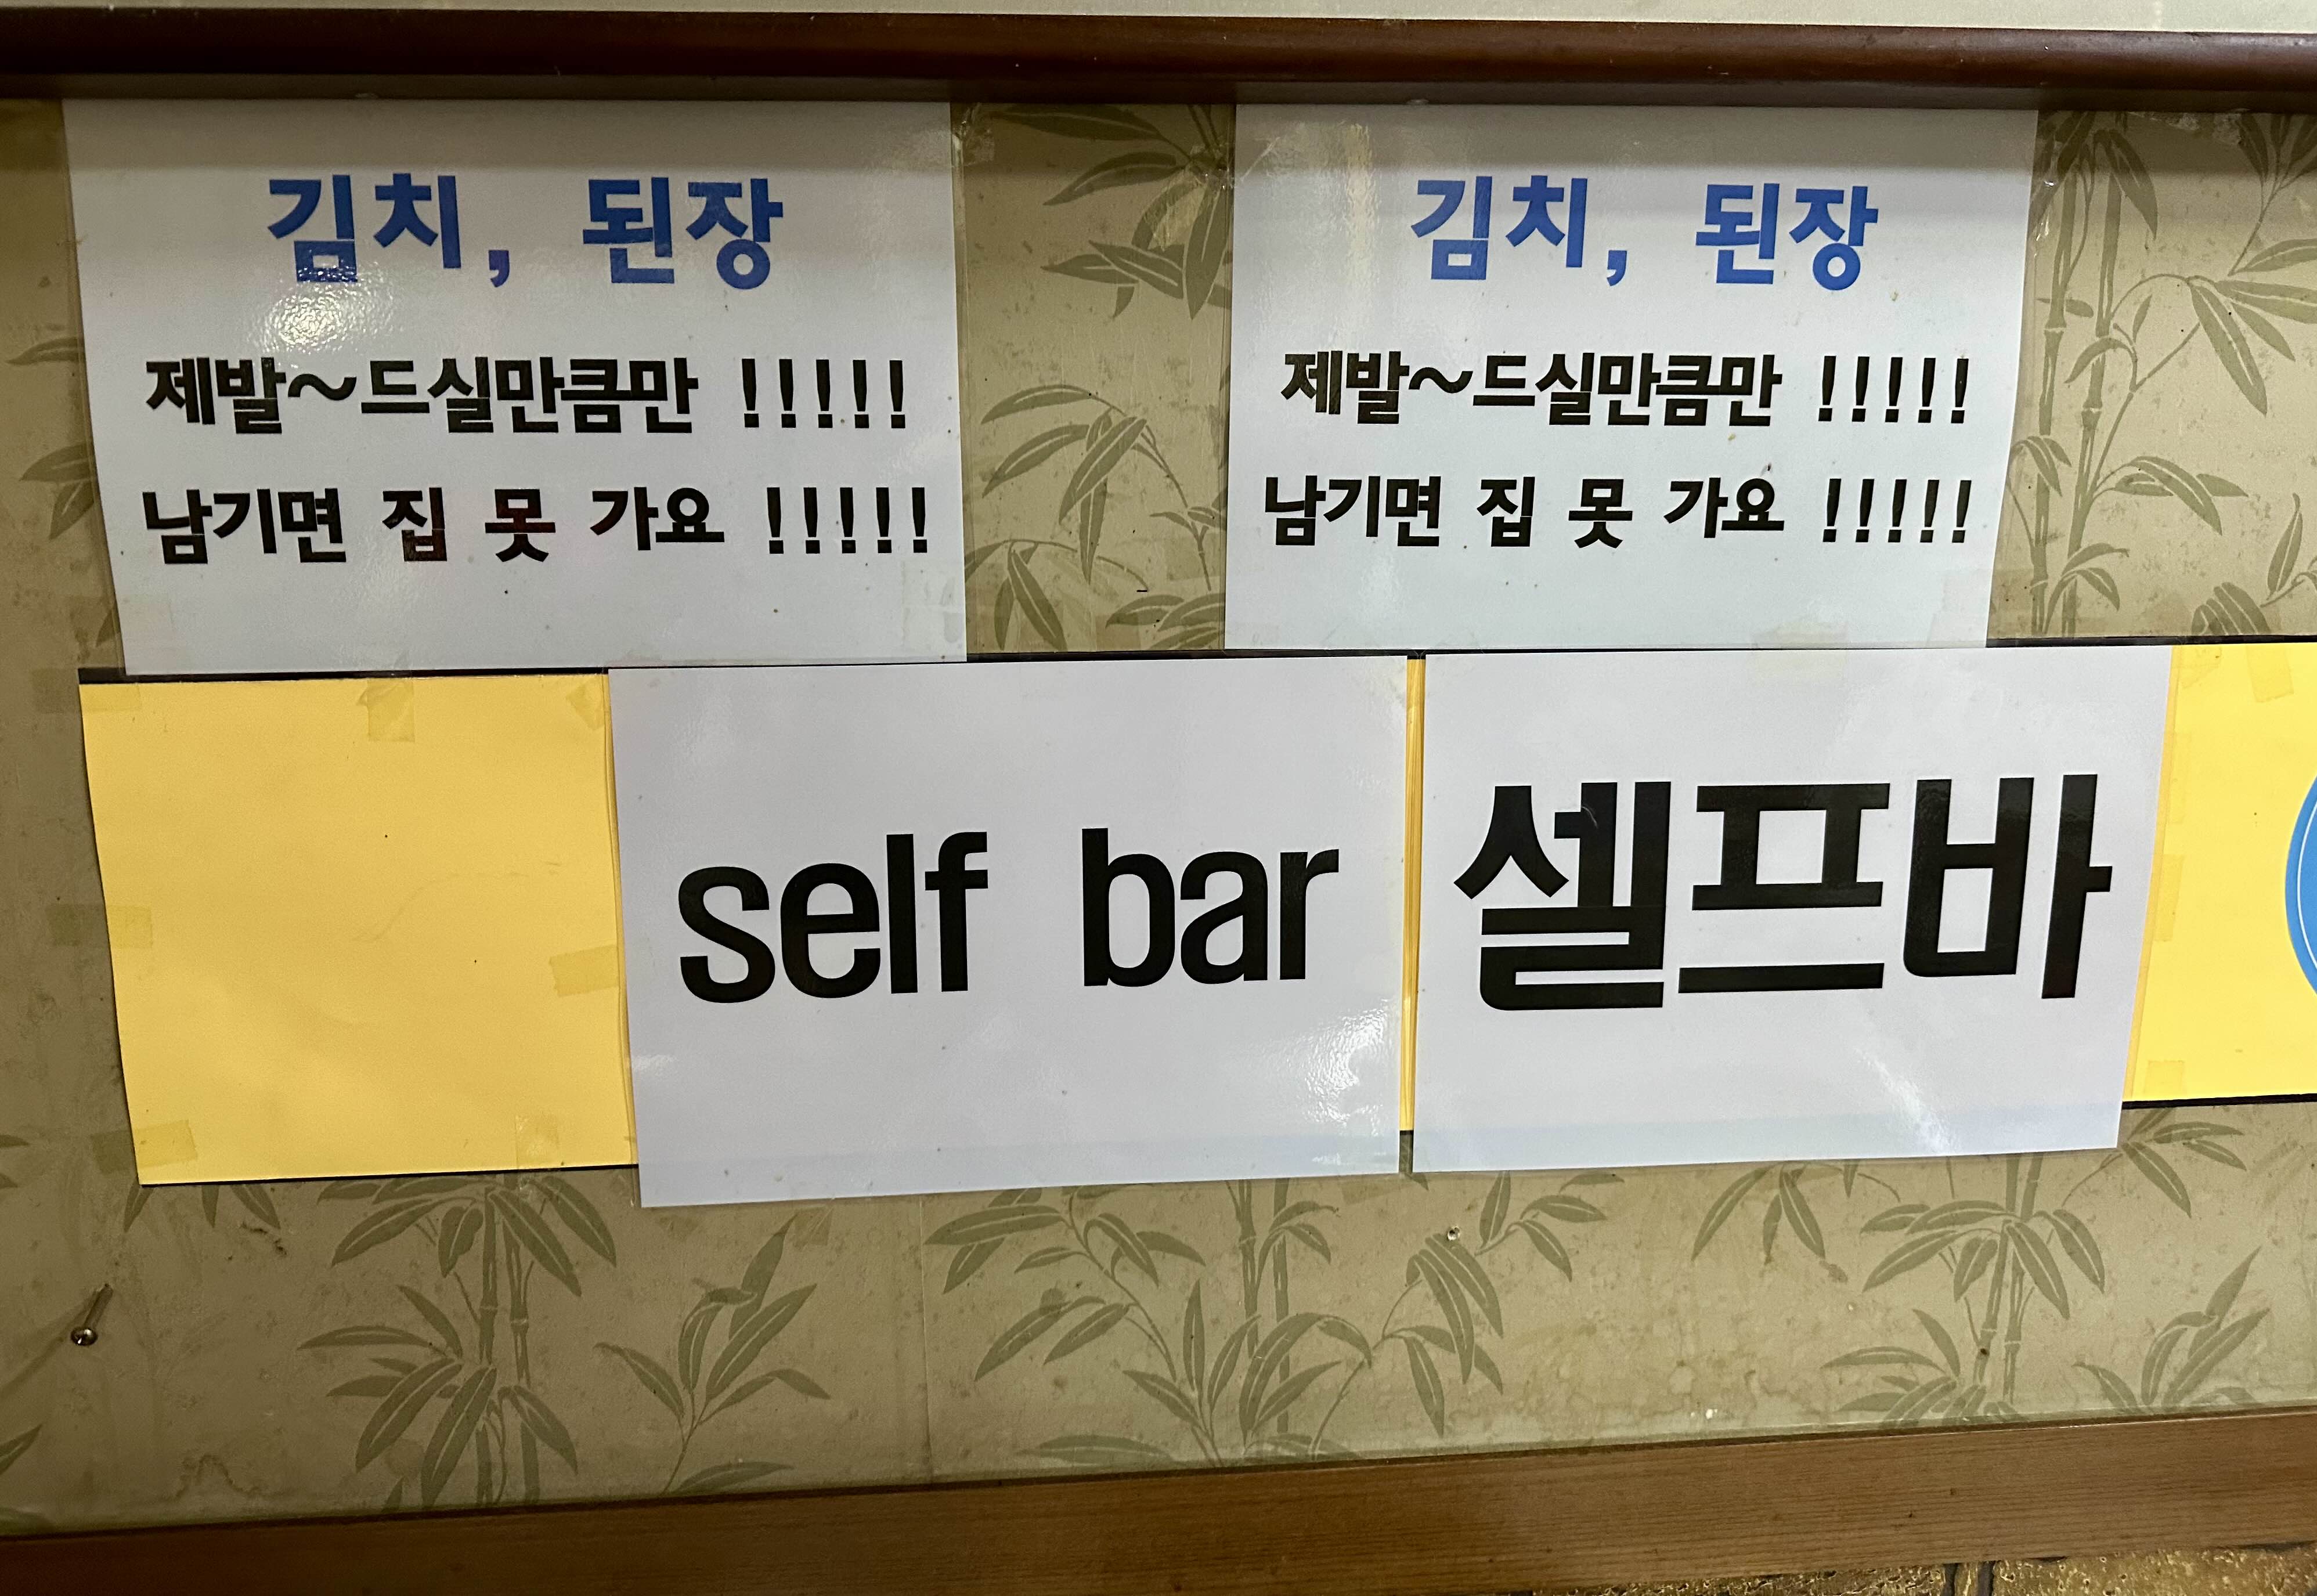 김치, 된장
제발~드실만큼만 !!!!!
남기면 집 못 가요 !!!!!
김치, 된장
제발~드실만큼만 !!!!!
남기면 집 못 가요 !!!!!
self bar
셀프바